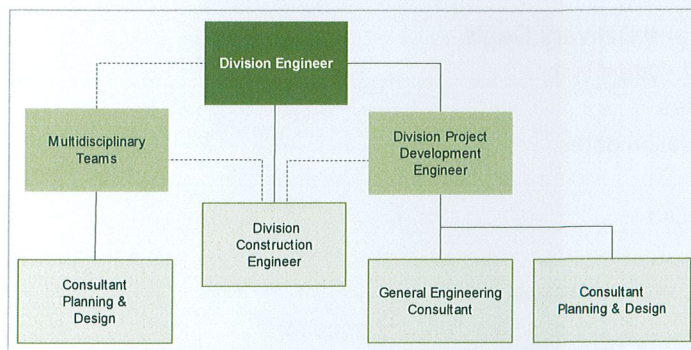 Division Engineer
Multidisciplinary
Teams
Division Project
Development
Engineer
Division
Construction
Engineer
Consultant
Planning &
Design
General Engineering
Consultant
Consultant
Planning & Design